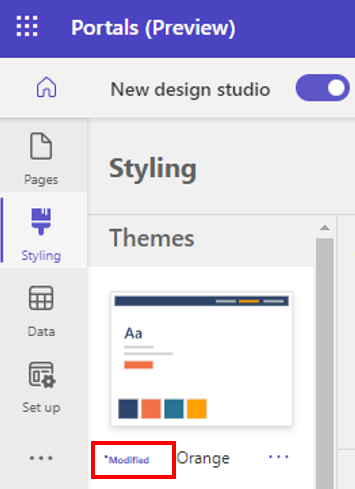 Portals (Preview)
New design studio
Pages
Styling
Data
Set up
Styling
Themes
Aa
*Modified Orange